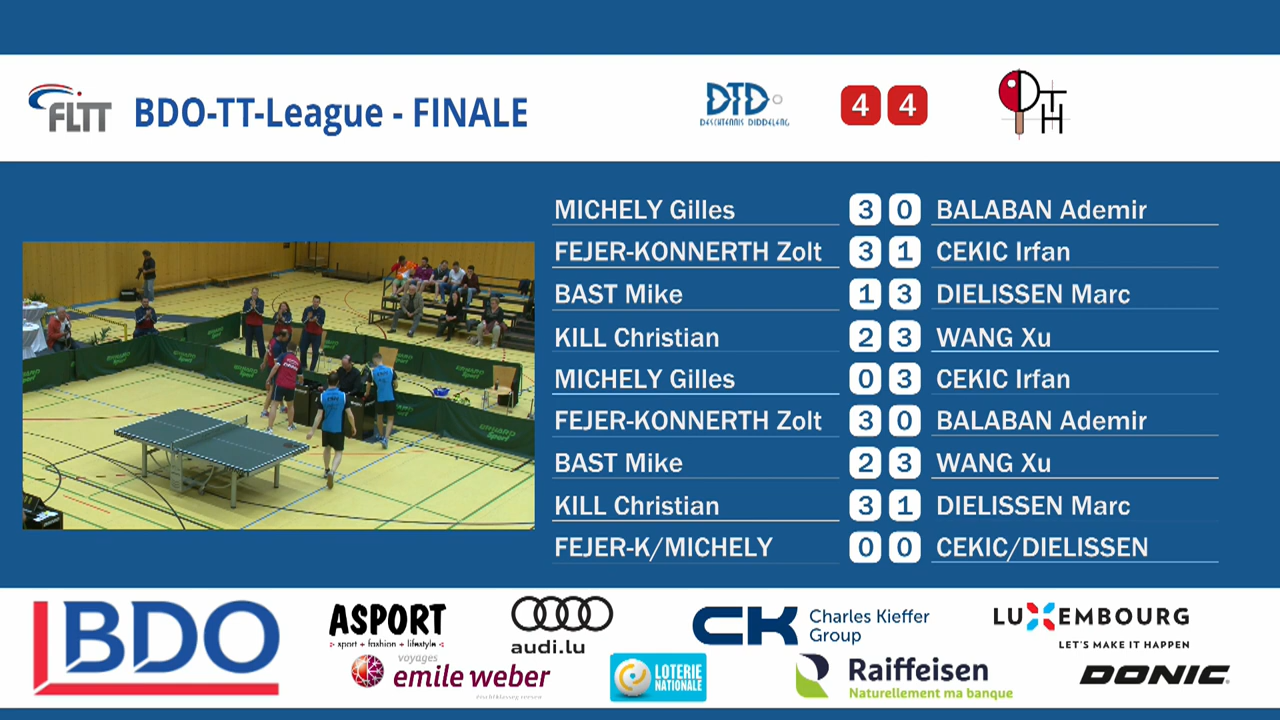 FLTT
BDO-TT-League - FINALE
DTD
DESCHTENNIS DIDDELENG
4 4
DTH
MICHELY Gilles 3 0 BALABAN Ademir
FEJER-KONNERTH Zolt 3 1 CEKIC Irfan
BAST Mike 1 3 DIELISSEN Marc
KILL Christian 2 3 WANG Xu
MICHELY Gilles 0 3 CEKIC Irfan
FEJER-KONNERTH Zolt 3 0 BALABAN Ademir
BAST Mike 2 3 WANG Xu
KILL Christian 3 1 DIELISSEN Marc
FEJER-K/MICHELY 0 0 CEKIC/DIELISSEN
BDO
ASPORT
sport + fashion + lifestyle
audi.lu
CK Charles Kieffer
Group
LUXEMBOURG
LET'S MAKE IT HAPPEN
voyages
emile weber
LOTERIE
NATIONALE
Raiffeisen
Naturellement ma banque
DONIC